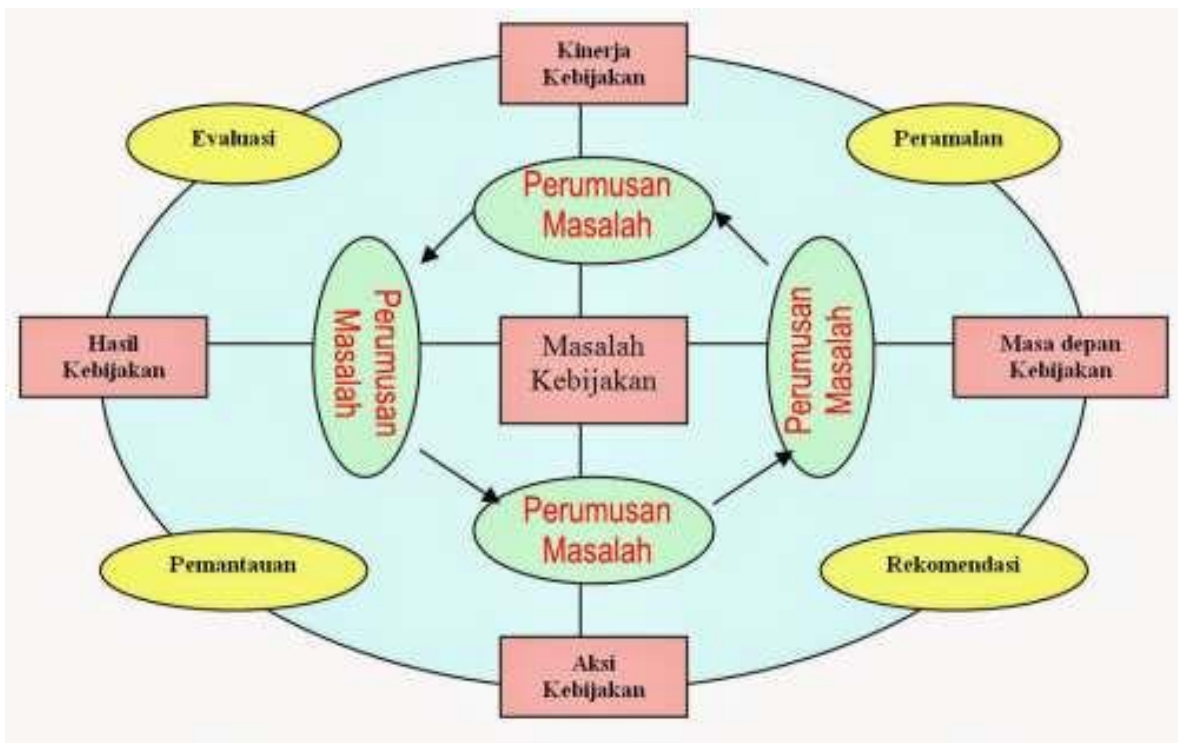 Kinerja
Kebijakan
Evaluasi
Peramalan
Perumusan
Masalah
Hasil
Kebijakan
Perumusan
Masalah
Masalah
Kebijakan
Perumusan
Masalah
Masa depan
Kebijakan
Perumusan
Masalah
Pemantauan
Rekomendasi
Aksi
Kebijakan